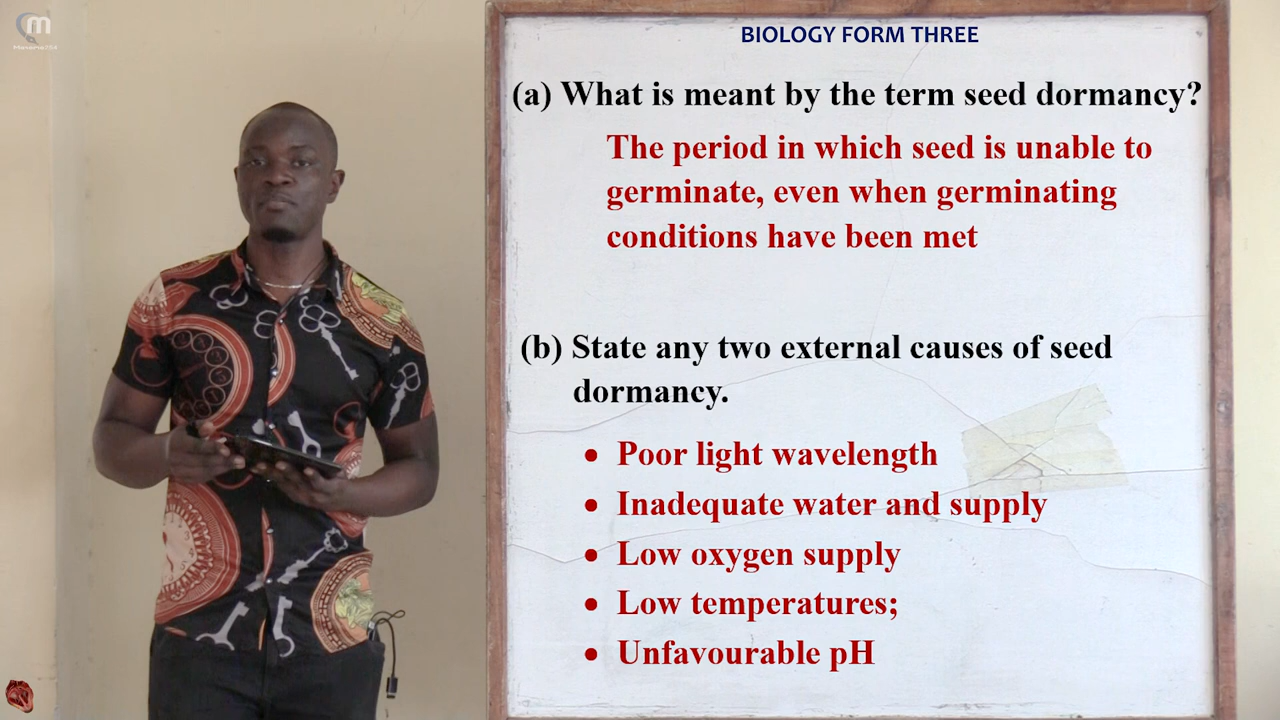 BIOLOGY FORM THREE
(a) What is meant by the term seed dormancy?
The period in which seed is unable to
germinate, even when germinating
conditions have been met
(b) State any two external causes of seed
dormancy.
• Poor light wavelength
• Inadequate water and supply
• Low oxygen supply
• Low temperatures;
• Unfavourable pH